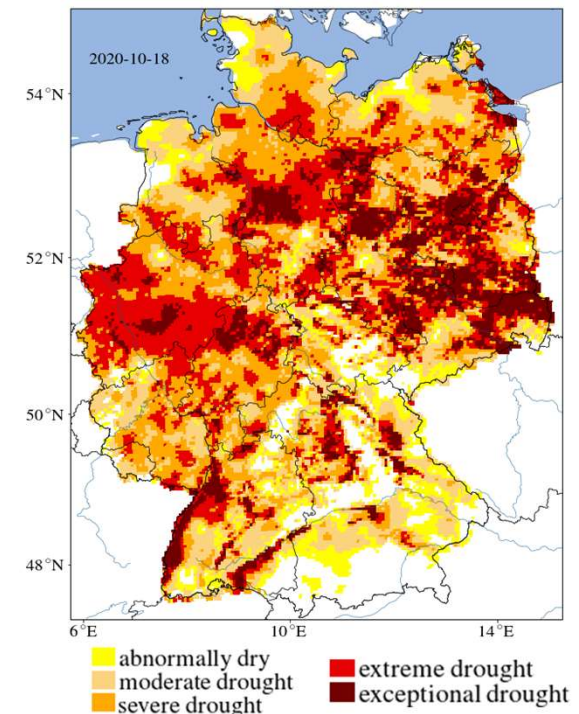 2020-10-18
54°N
52°N
50°N
48°N
6°E
10°E
14°E
abnormally dry
moderate drought
severe drought
extreme drought
exceptional drought